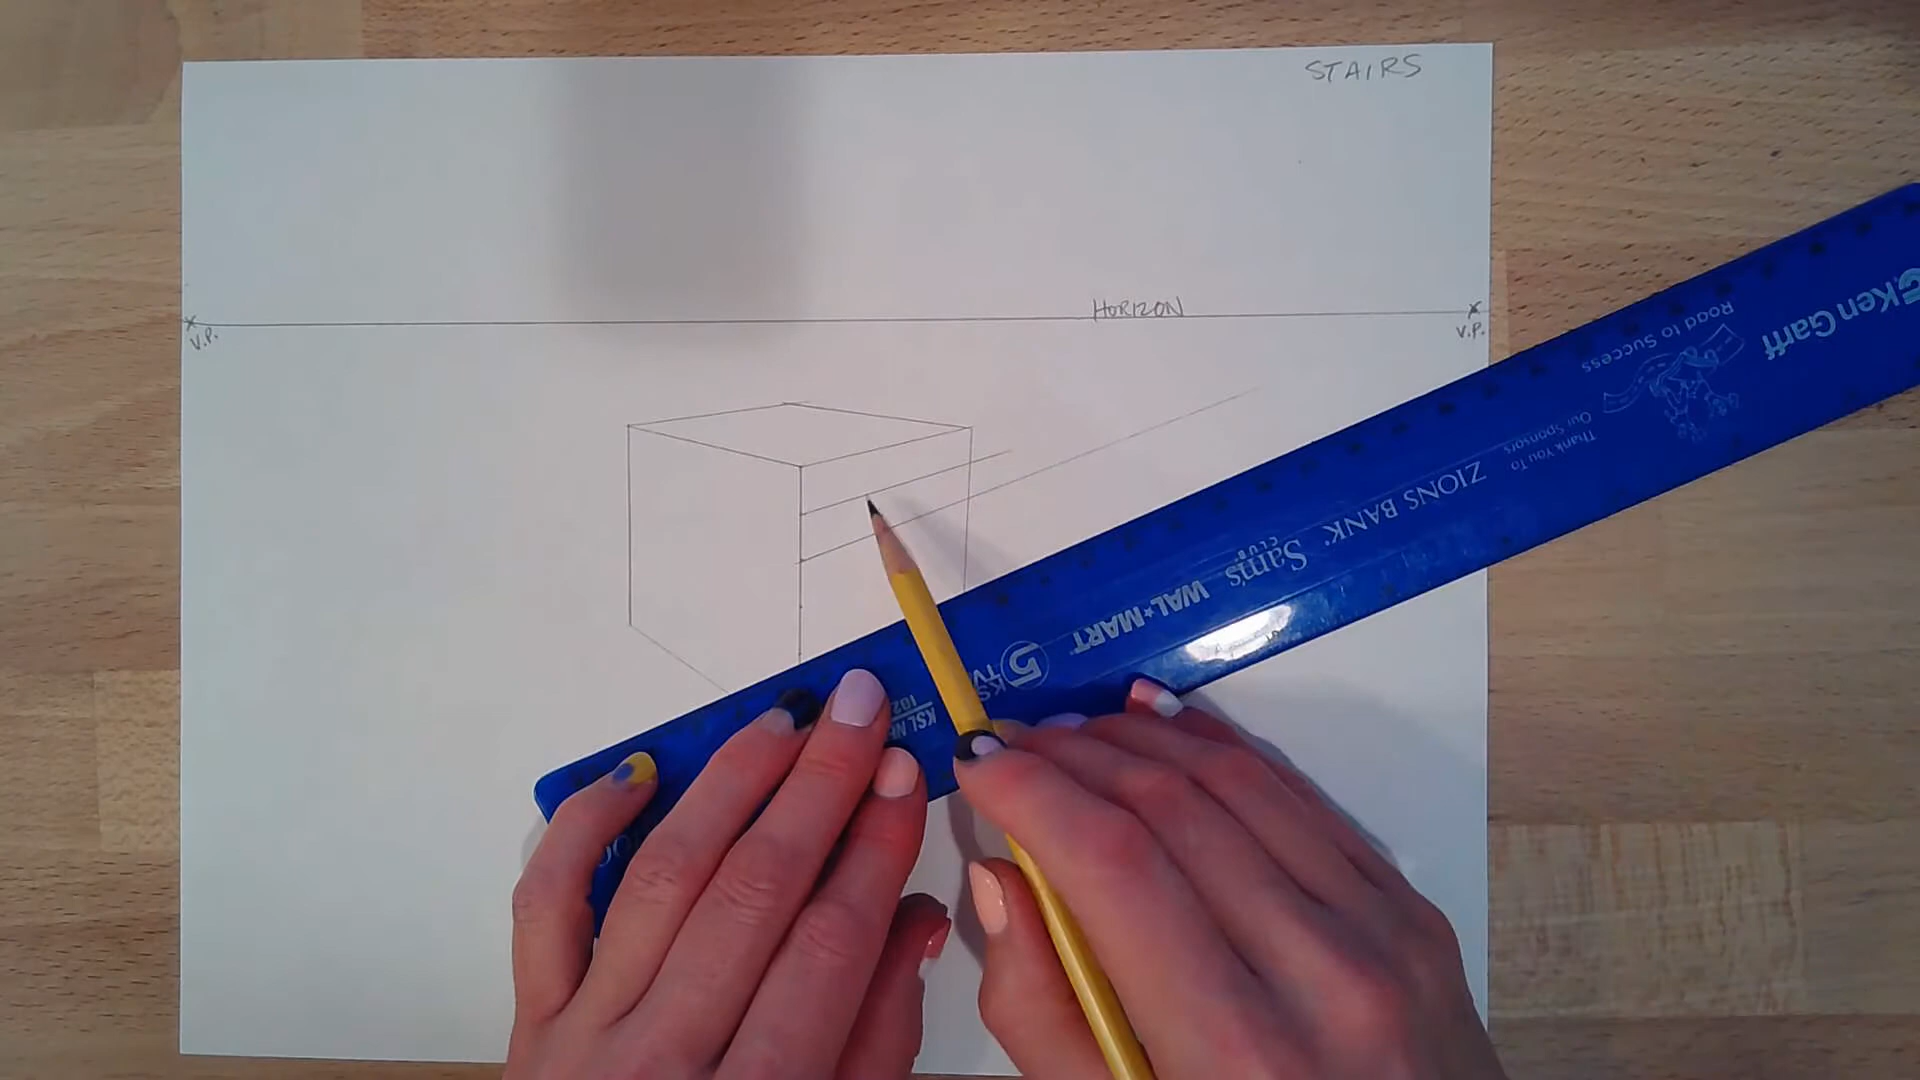 STAIRS
HORIZON
V.P.
V.P.
Ken Garff
Road to Success
Thank You To
Our Sponsors
ZIONS BANK
Sam's
CLUB
WAL★MART
5
TV
KSL